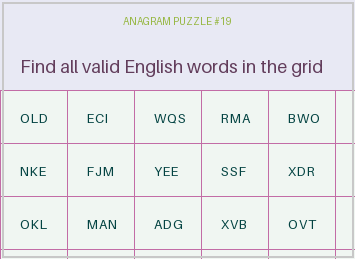 ANAGRAM PUZZLE #19
Find all valid English words in the grid
OLD ECI WQS RMA BWO
NKE FJM YEE SSF XDR
OKL MAN ADG XVB OVT